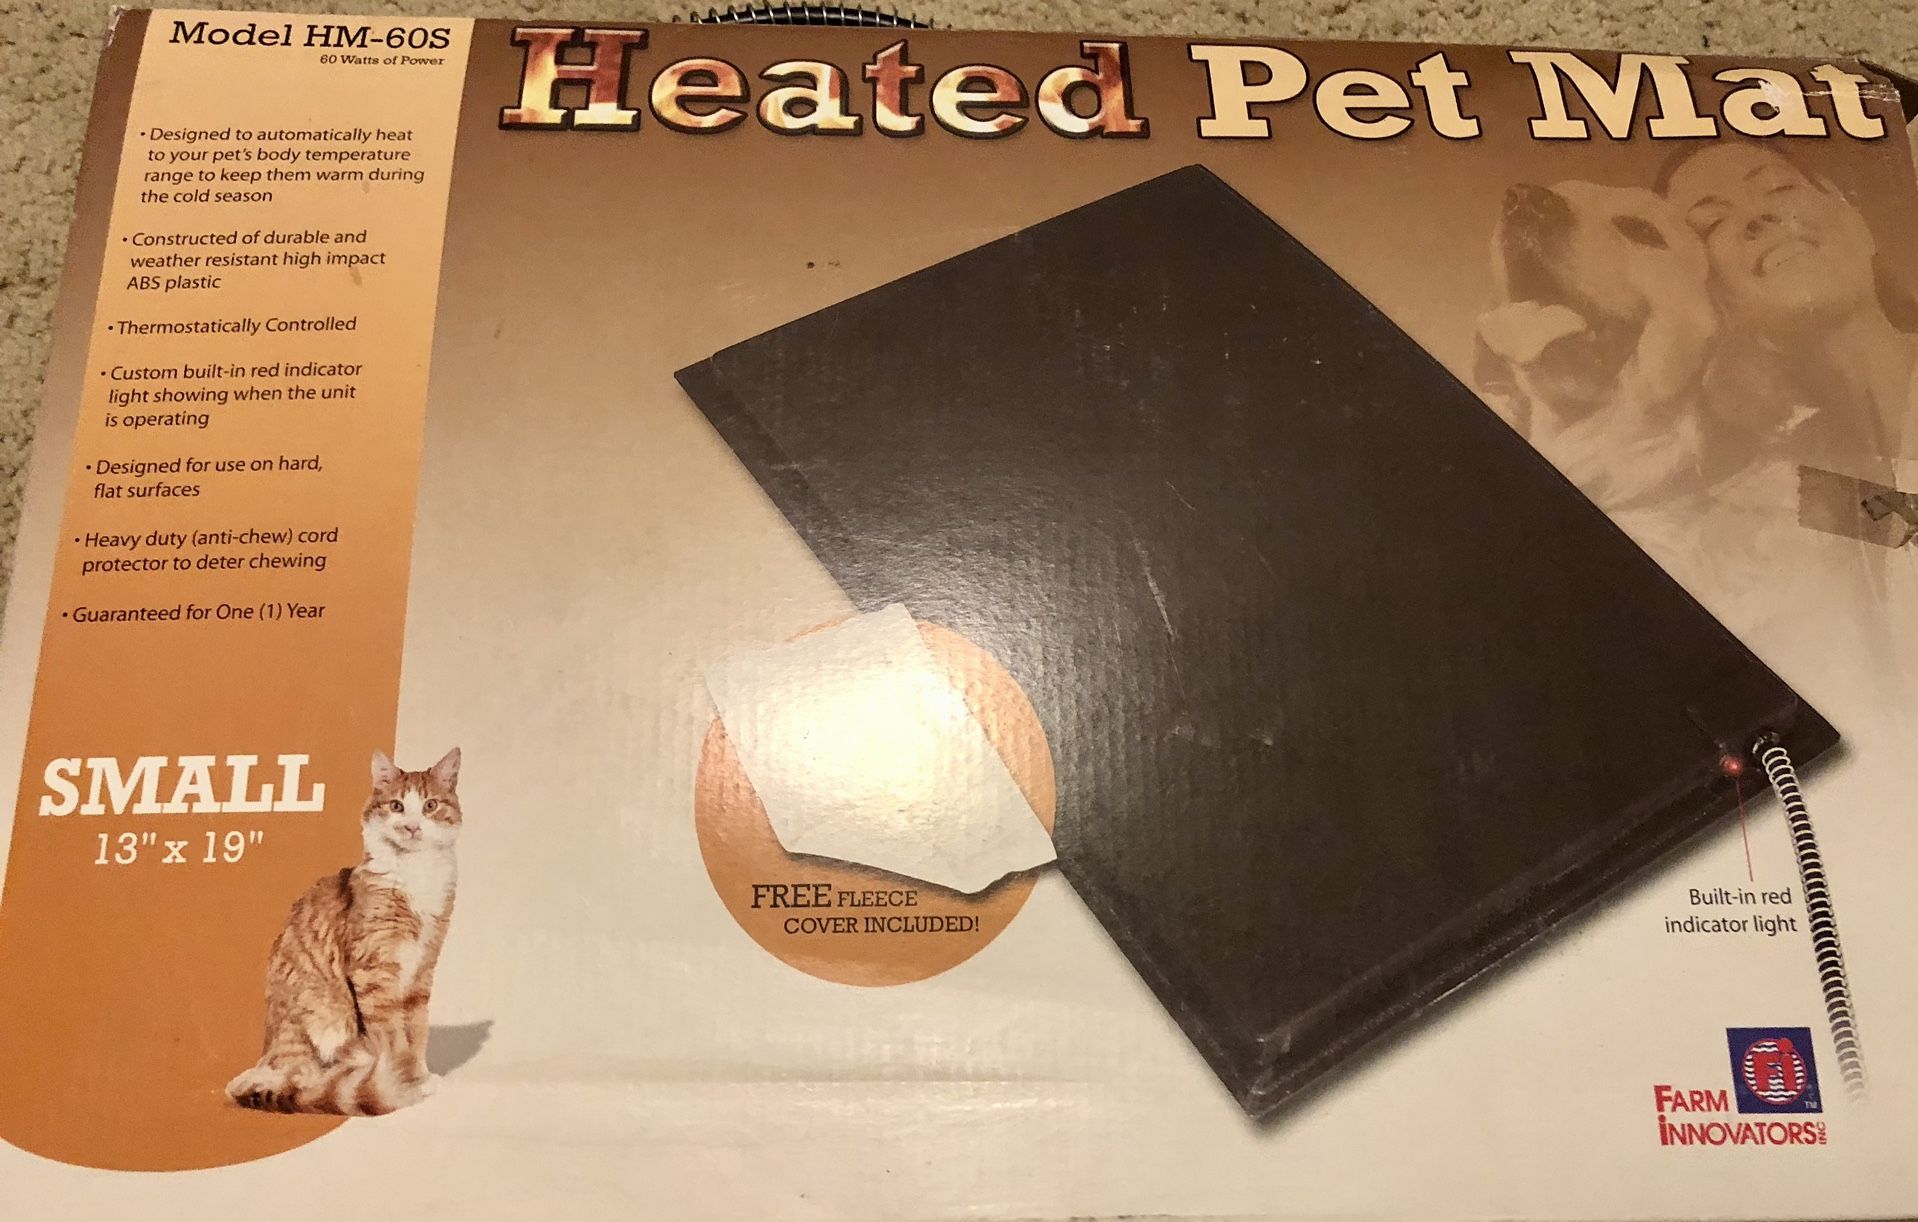 Model HM-60S
60 Watts of Power
Heated Pet Mat
• Designed to automatically heat
to your pet's body temperature
range to keep them warm during
the cold season
• Constructed of durable and
weather resistant high impact
ABS plastic
• Thermostatically Controlled
• Custom built-in red indicator
light showing when the unit
is operating
• Designed for use on hard,
flat surfaces
• Heavy duty (anti-chew) cord
protector to deter chewing
• Guaranteed for One (1) Year
SMALL
13" x 19"
FREE FLEECE
COVER INCLUDED!
Built-in red
indicator light
Fi
TM
FARM
INNOVATORS INC